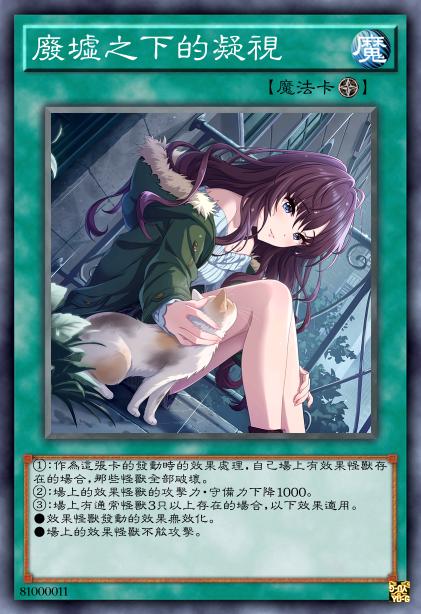 廢墟之下的凝視
魔
【魔法卡】
①:作為這張卡的發動時的效果處理,自己場上有效果怪獸存
在的場合,那些怪獸全部破壞。
②:場上的效果怪獸的攻擊力·守備力下降1000。
③:場上有通常怪獸3只以上存在的場合,以下效果適用。
●效果怪獸發動的效果無效化。
●場上的效果怪獸不能攻擊。
81000011